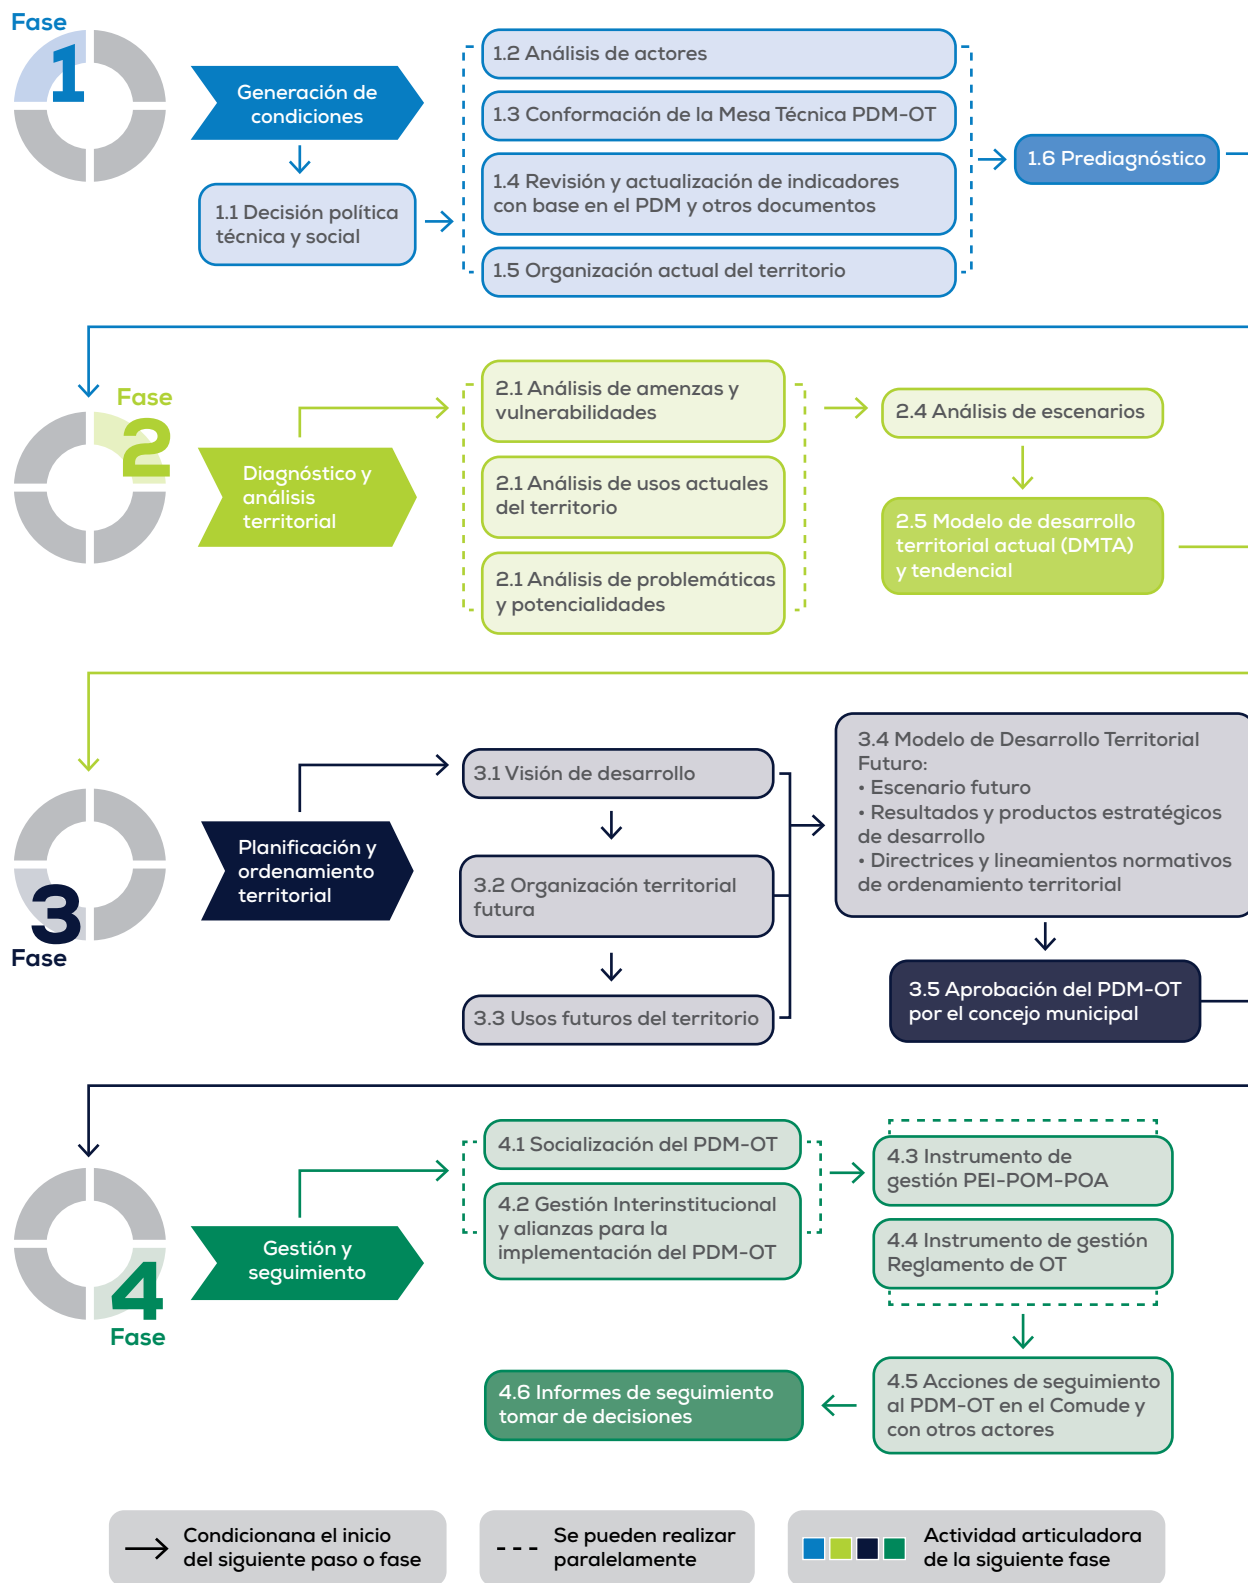 Fase
1
Generación de
condiciones
1.1 Decisión política
técnica y social
1.2 Análisis de actores
1.3 Conformación de la Mesa Técnica PDM-OT
1.4 Revisión y actualización de indicadores
con base en el PDM y otros documentos
1.5 Organización actual del territorio
1.6 Prediagnóstico
Fase
2
Diagnóstico y
análisis
territorial
2.1 Análisis de amenzas y
vulnerabilidades
2.1 Análisis de usos actuales
del territorio
2.1 Análisis de problemáticas
y potencialidades
2.4 Análisis de escenarios
2.5 Modelo de desarrollo
territorial actual (DMTA)
y tendencial
3
Fase
Planificación y
ordenamiento
territorial
3.1 Visión de desarrollo
3.2 Organización territorial
futura
3.3 Usos futuros del territorio
3.4 Modelo de Desarrollo Territorial
Futuro:
• Escenario futuro
• Resultados y productos estratégicos
de desarrollo
• Directrices y lineamientos normativos
de ordenamiento territorial
3.5 Aprobación del PDM-OT
por el concejo municipal
4
Fase
Gestión y
seguimiento
4.1 Socialización del PDM-OT
4.2 Gestión Interinstitucional
y alianzas para la
implementación del PDM-OT
4.3 Instrumento de
gestión PEI-POM-POA
4.4 Instrumento de gestión
Reglamento de OT
4.5 Acciones de seguimiento
al PDM-OT en el Comude y
con otros actores
4.6 Informes de seguimiento
tomar de decisiones
Condicionana el inicio
del siguiente paso o fase
Se pueden realizar
paralelamente
Actividad articuladora
de la siguiente fase